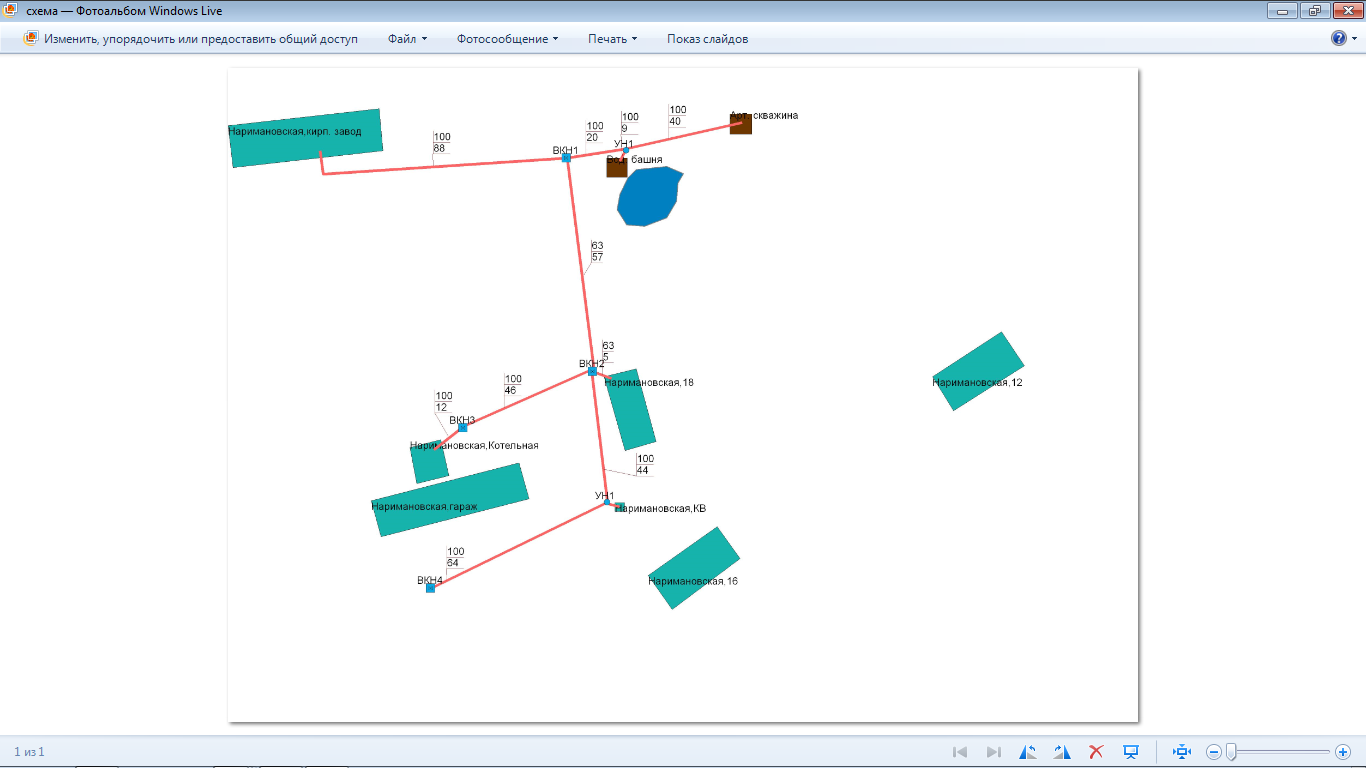 схема — Фотоальбом Windows Live
Изменить, упорядочить или предоставить общий доступ
Файл
Фотосообщение
Печать
Показ слайдов
Наримановская,кирп. завод
100
88
ВКН1
100
20
100
9
УН1
100
40
Арт. скважина
Вод. башня
63
57
63
5
ВКН2
Наримановская,18
Наримановская,12
100
46
100
12
ВКН3
Наримановская,Котельная
100
44
Наримановская,гараж
УН1
Наримановская,КВ
100
64
ВКН4
Наримановская,16
1 из 1